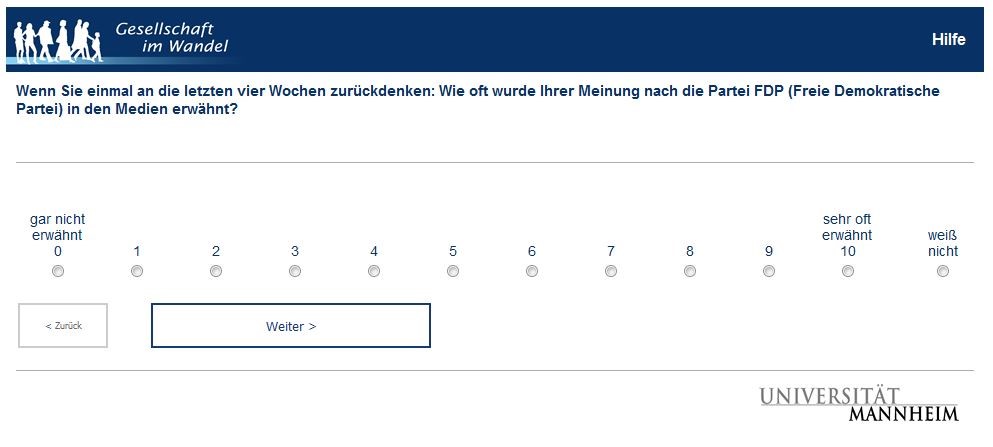 Gesellschaft
im Wandel
Hilfe
Wenn Sie einmal an die letzten vier Wochen zurückdenken: Wie oft wurde Ihrer Meinung nach die Partei FDP (Freie Demokratische
Partei) in den Medien erwähnt?
gar nicht
erwähnt
0
1
2
3
4
5
6
7
8
9
sehr oft
erwähnt
10
weiß
nicht
< Zurück
Weiter >
UNIVERSITÄT
MANNHEIM